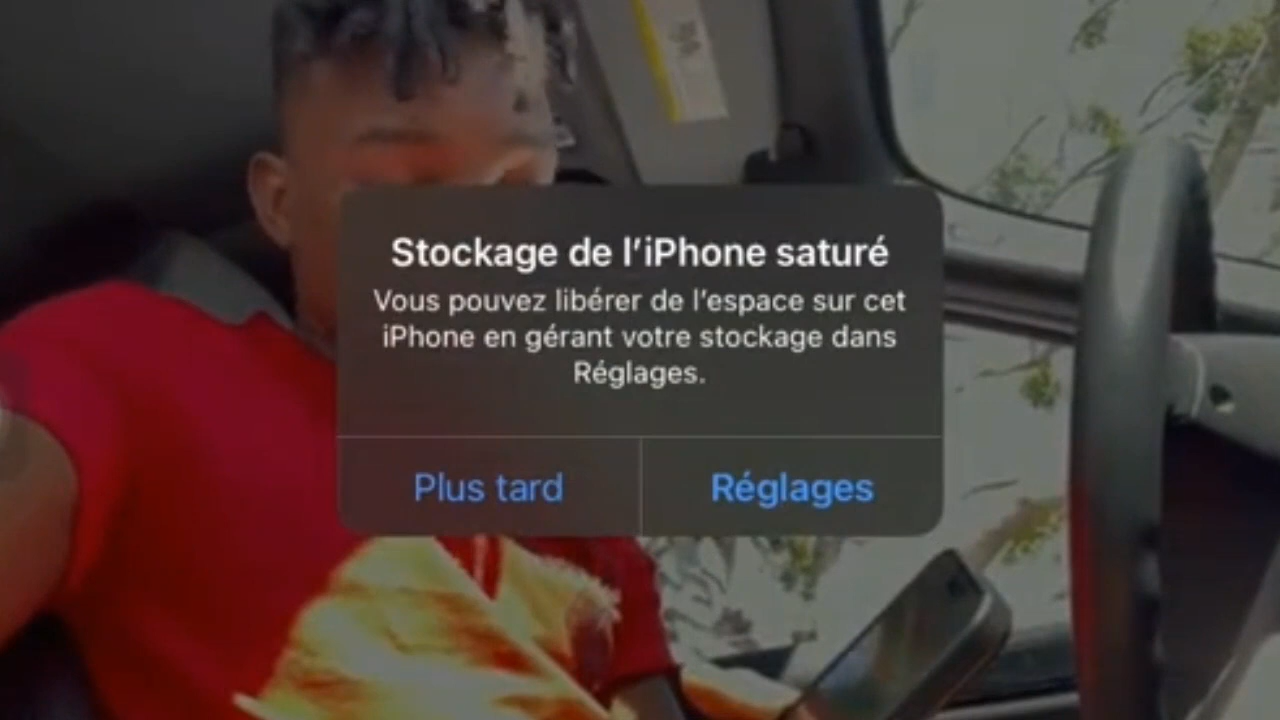 Stockage de l’iPhone saturé
Vous pouvez libérer de l’espace sur cet
iPhone en gérant votre stockage dans
Réglages.
Plus tard
Réglages